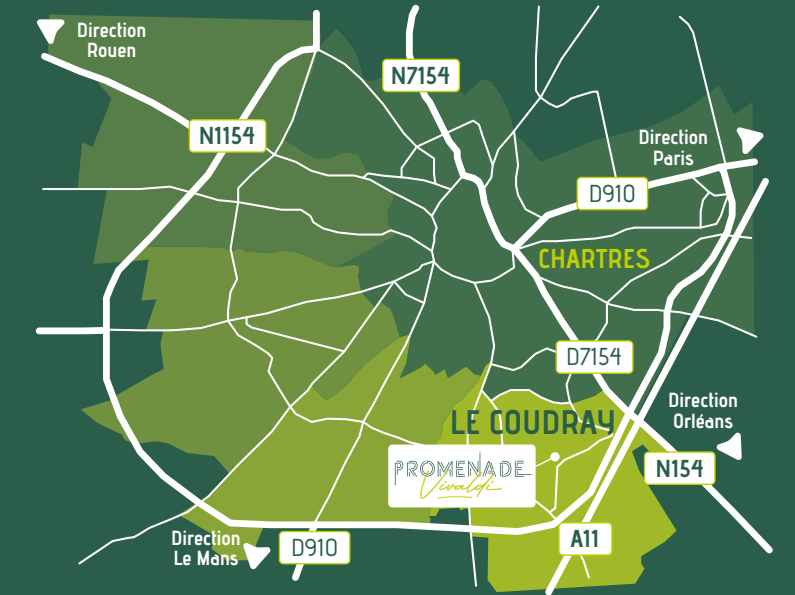 Direction
Rouen
N7154
N1154
Direction
Paris
D910
CHARTRES
D7154
Direction
Orléans
LE COUDRAY
PROMENADE
Vivaldi
N154
A11
Direction
Le Mans
D910